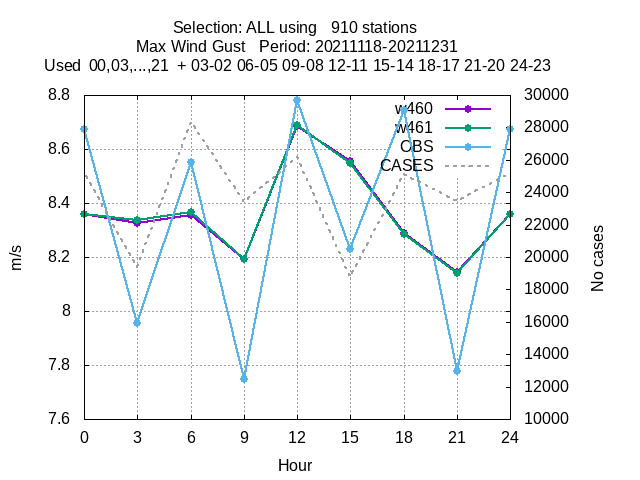 Selection: ALL using   910 stations
Max Wind Gust   Period: 20211118-20211231
Used  00,03,...,21  + 03-02 06-05 09-08 12-11 15-14 18-17 21-20 24-23
8.8
8.6
8.4
8.2
8
7.8
7.6
m/s
w460
w461
OBS
CASES
30000
28000
26000
24000
22000
20000
18000
16000
14000
12000
10000
No cases
0 3 6 9 12 15 18 21 24
Hour